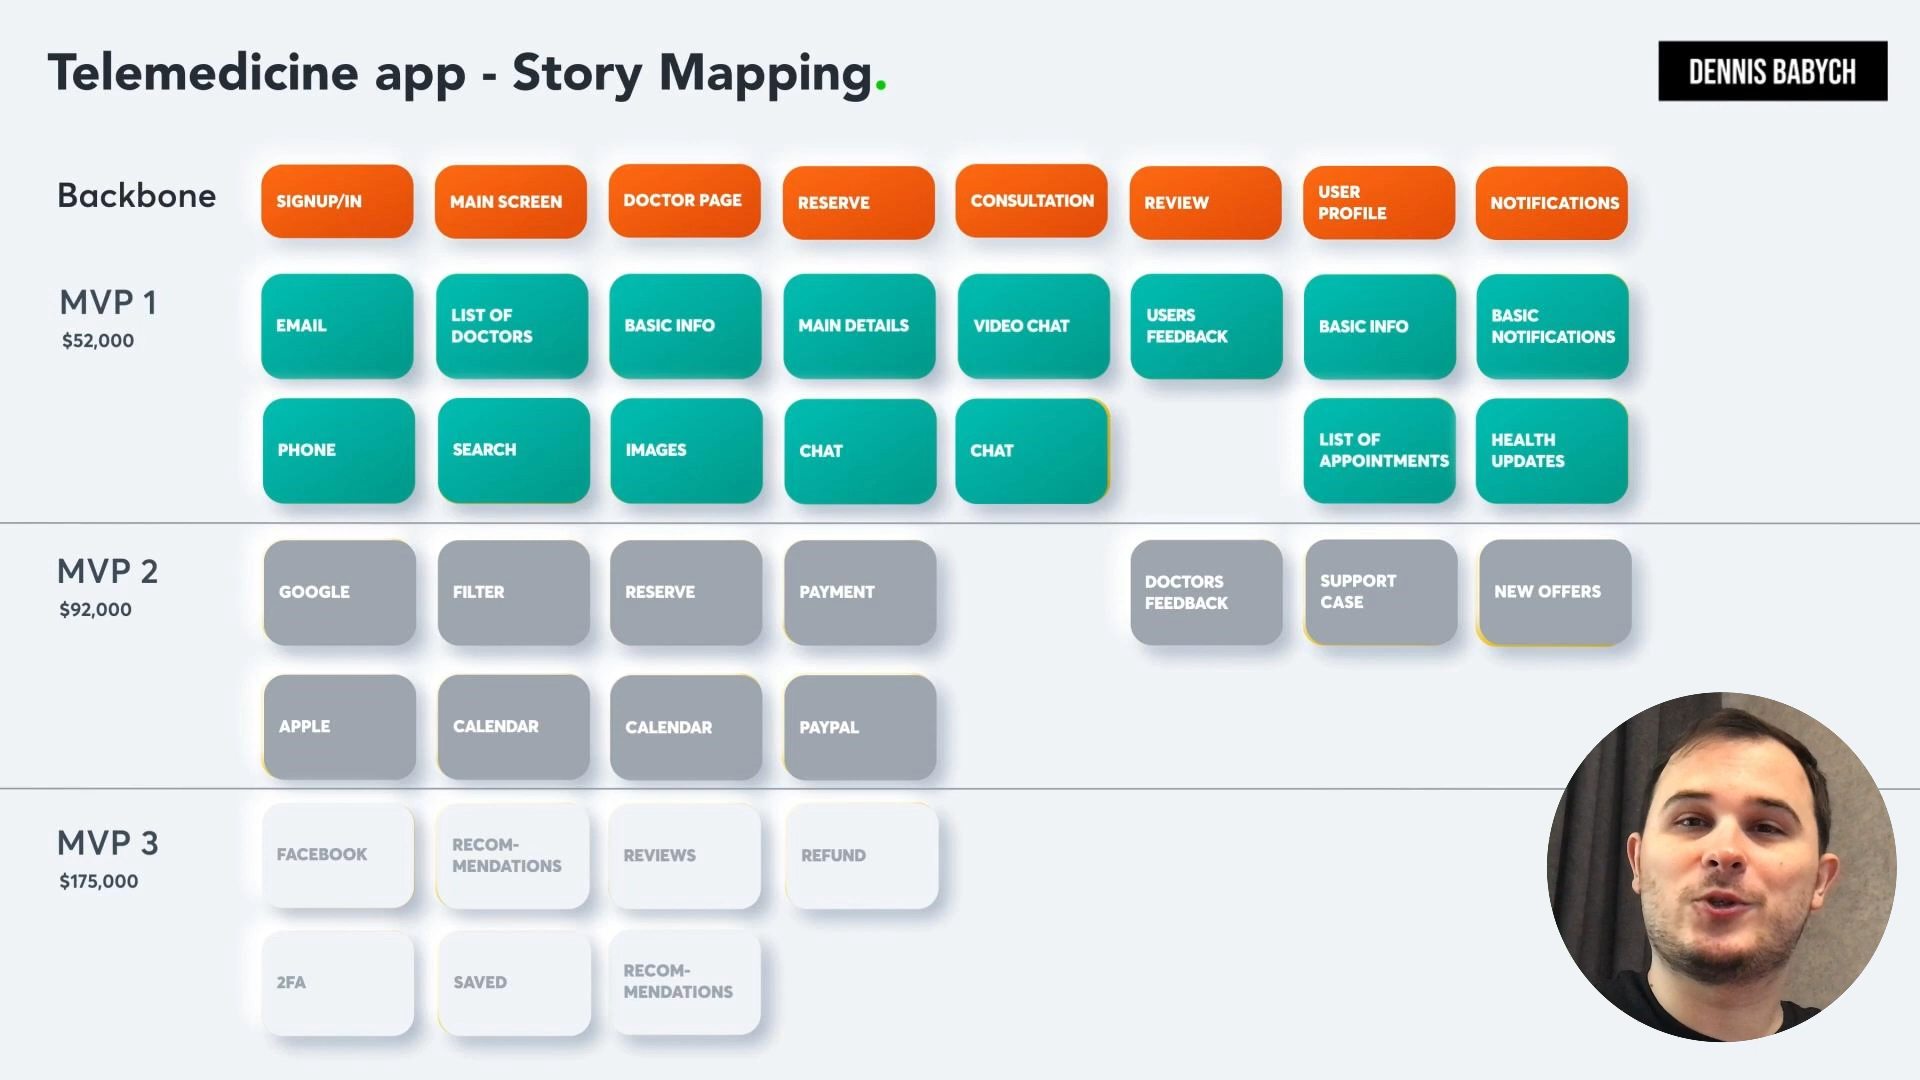 Telemedicine app - Story Mapping.
DENNIS BABYCH
Backbone
SIGNUP/IN
MAIN SCREEN
DOCTOR PAGE
RESERVE
CONSULTATION
REVIEW
USER
PROFILE
NOTIFICATIONS
MVP 1
$52,000
EMAIL
LIST OF
DOCTORS
BASIC INFO
MAIN DETAILS
VIDEO CHAT
USERS
FEEDBACK
BASIC INFO
BASIC
NOTIFICATIONS
PHONE
SEARCH
IMAGES
CHAT
CHAT
LIST OF
APPOINTMENTS
HEALTH
UPDATES
MVP 2
$92,000
GOOGLE
FILTER
RESERVE
PAYMENT
DOCTORS
FEEDBACK
SUPPORT
CASE
NEW OFFERS
APPLE
CALENDAR
CALENDAR
PAYPAL
MVP 3
$175,000
FACEBOOK
RECOM-
MENDATIONS
REVIEWS
REFUND
2FA
SAVED
RECOM-
MENDATIONS